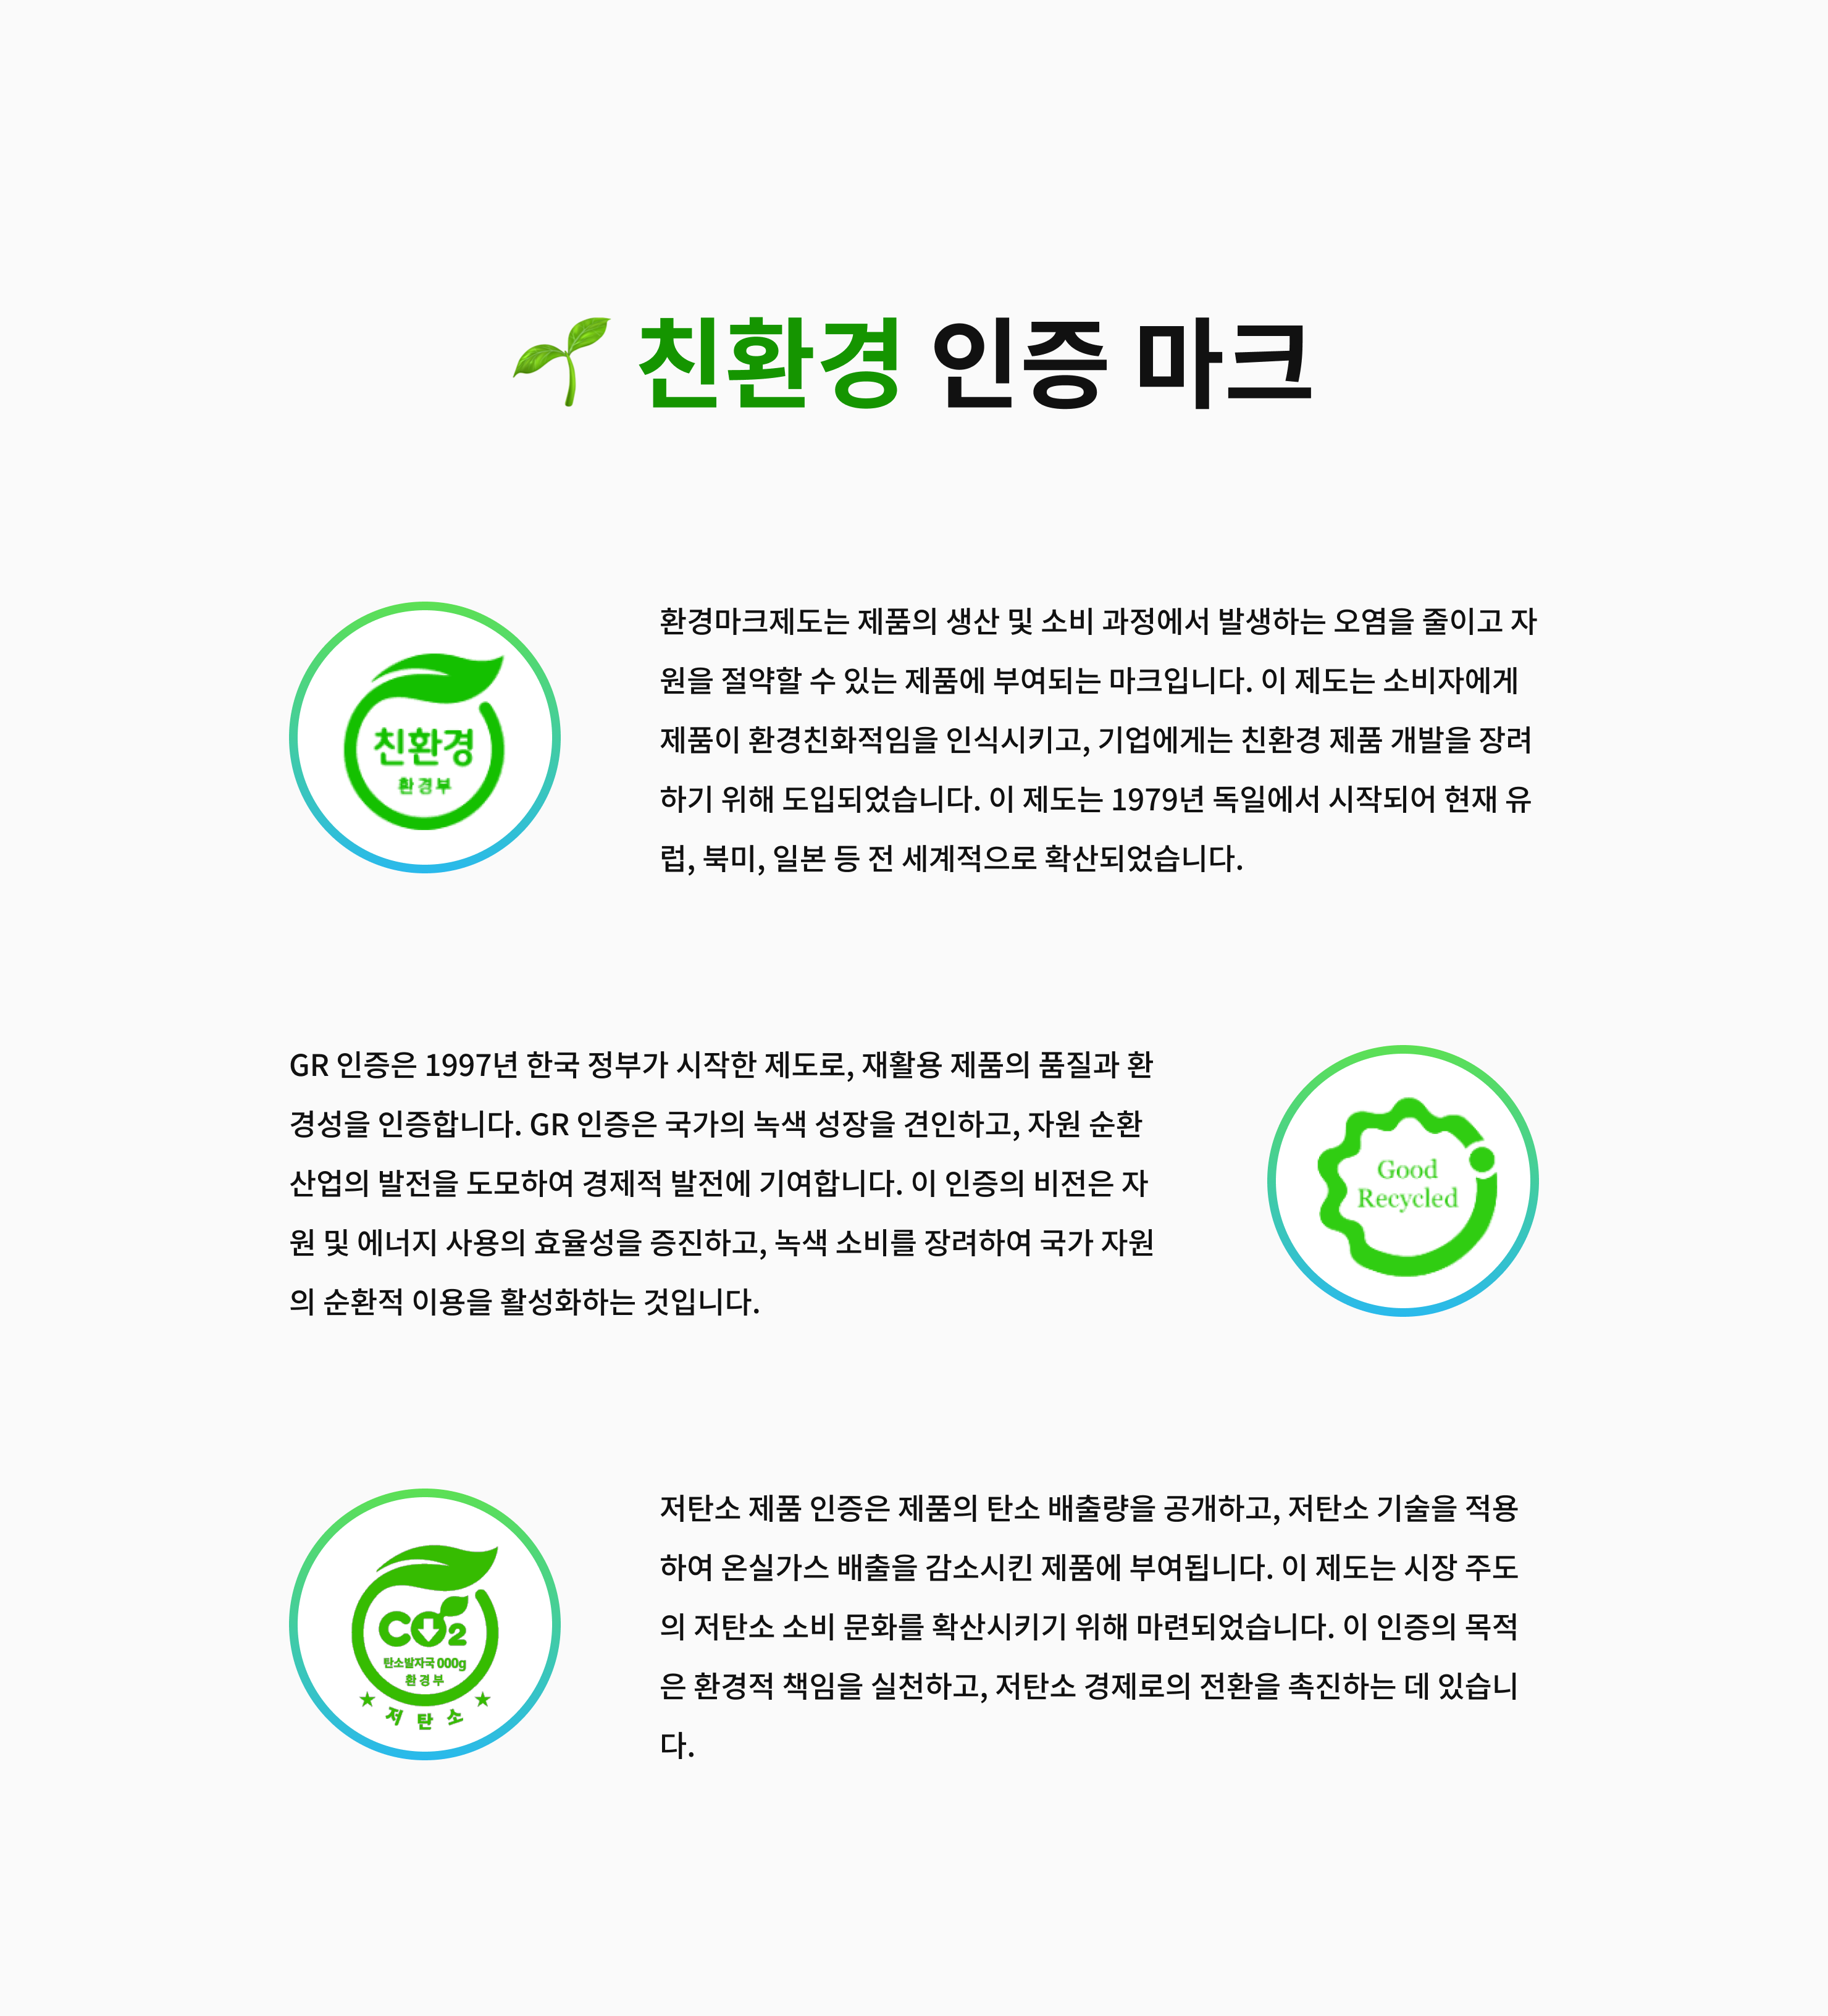 🌱 친환경 인증 마크
친환경
환경부
환경마크제도는 제품의 생산 및 소비 과정에서 발생하는 오염을 줄이고 자
원을 절약할 수 있는 제품에 부여되는 마크입니다. 이 제도는 소비자에게
제품이 환경친화적임을 인식시키고, 기업에게는 친환경 제품 개발을 장려
하기 위해 도입되었습니다. 이 제도는 1979년 독일에서 시작되어 현재 유
럽, 북미, 일본 등 전 세계적으로 확산되었습니다.
GR 인증은 1997년 한국 정부가 시작한 제도로, 재활용 제품의 품질과 환
경성을 인증합니다. GR 인증은 국가의 녹색 성장을 견인하고, 자원 순환
산업의 발전을 도모하여 경제적 발전에 기여합니다. 이 인증의 비전은 자
원 및 에너지 사용의 효율성을 증진하고, 녹색 소비를 장려하여 국가 자원
의 순환적 이용을 활성화하는 것입니다.
Good
Recycled
CO2
탄소발자국 000g
환경부
★ 저 탄 소 ★
저탄소 제품 인증은 제품의 탄소 배출량을 공개하고, 저탄소 기술을 적용
하여 온실가스 배출을 감소시킨 제품에 부여됩니다. 이 제도는 시장 주도
의 저탄소 소비 문화를 확산시키기 위해 마련되었습니다. 이 인증의 목적
은 환경적 책임을 실천하고, 저탄소 경제로의 전환을 촉진하는 데 있습니
다.